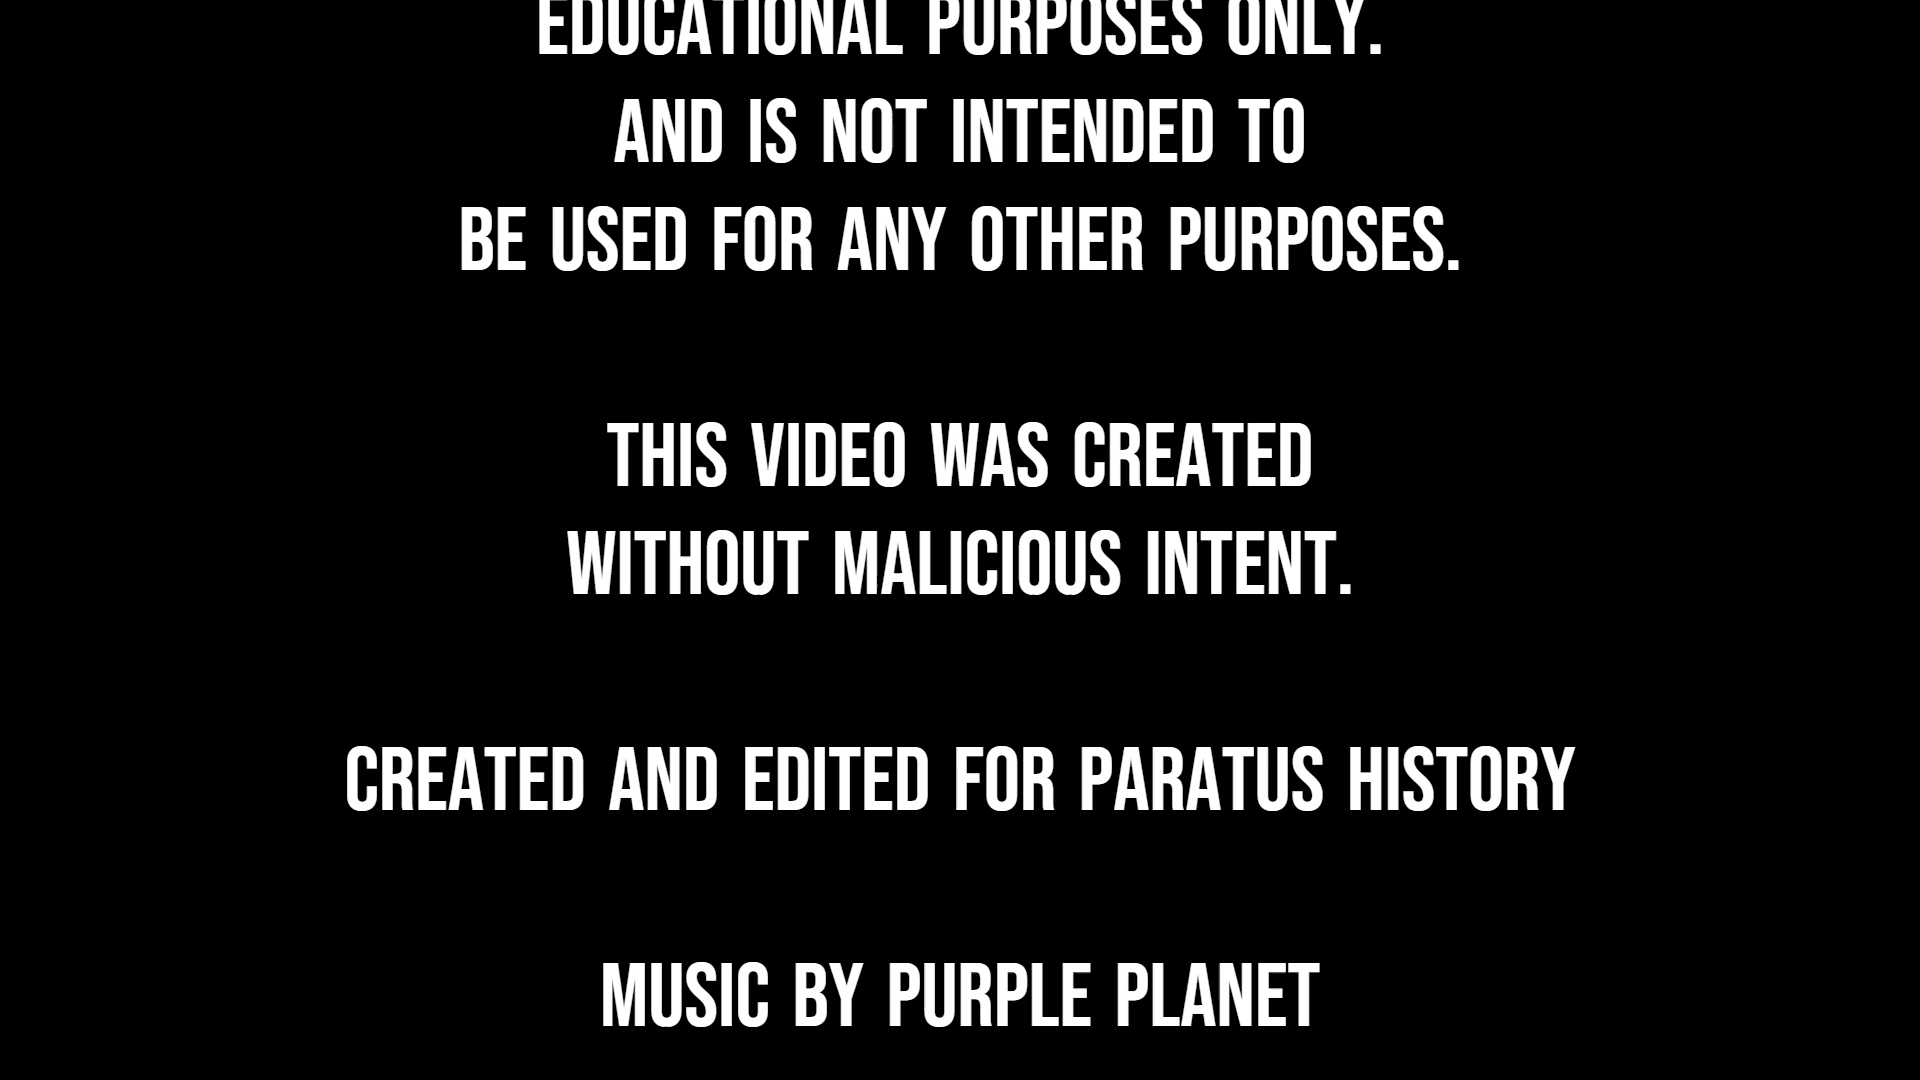 EDUCATIONAL PURPOSES ONLY.
AND IS NOT INTENDED TO
BE USED FOR ANY OTHER PURPOSES.
THIS VIDEO WAS CREATED
WITHOUT MALICIOUS INTENT.
CREATED AND EDITED FOR PARATUS HISTORY
MUSIC BY PURPLE PLANET